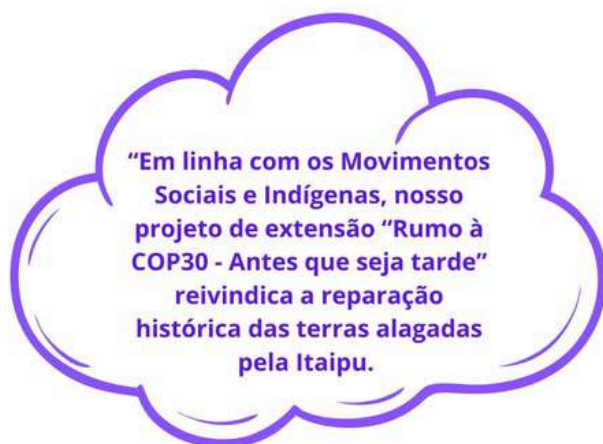 “Em linha com os Movimentos
Sociais e Indígenas, nosso
projeto de extensão “Rumo à
COP30 - Antes que seja tarde”
reivindica a reparação
histórica das terras alagadas
pela Itaipu.